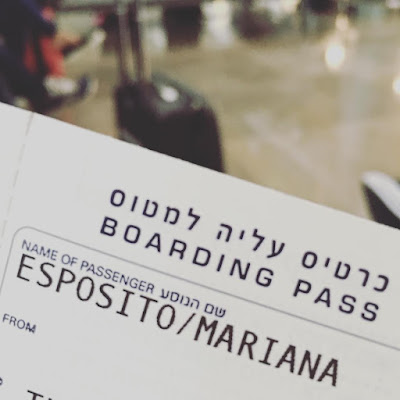 כרטיס עליה למטוס
BOARDING PASS
NAME OF PASSENGER שם הנוסע
ESPOSITO/MARIANA
FROM